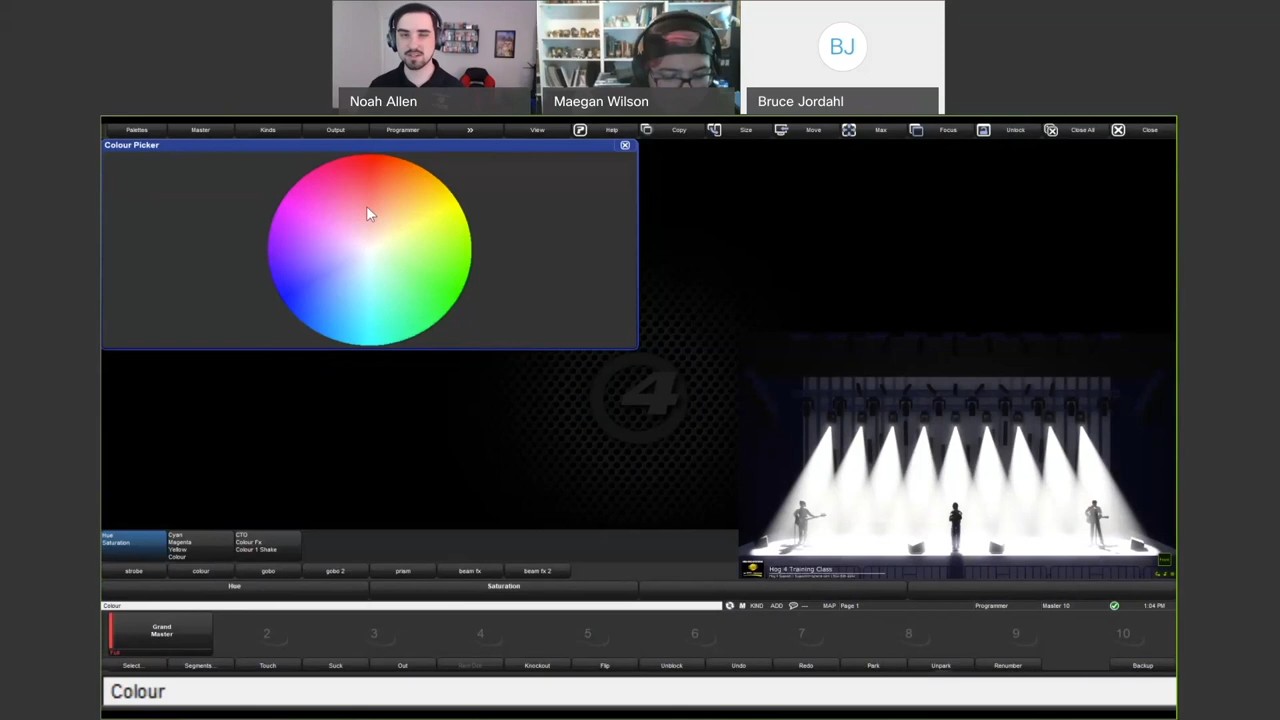 Noah Allen
Maegan Wilson
BJ
Bruce Jordahl
Palettes Master Kinds Output Programmer » View Help Copy Size Move Max Focus Unlock Close All Close
Colour Picker
4
Hue
Saturation
Cyan
Magenta
Yellow
Colour
CTO
Colour Fx
Colour 1 Shake
strobe colour gobo gobo 2 prism beam fx beam fx 2
Hog 4 Training Class
Hue Saturation
Colour KIND ADD MAP Page 1 Programmer Master 10 1:04 PM
Grand
Master
Full
2 3 4 5 6 7 8 9 10
Select... Segments... Touch Suck Out Knockout Flip Unblock Undo Redo Park Unpark Renumber Backup
Colour